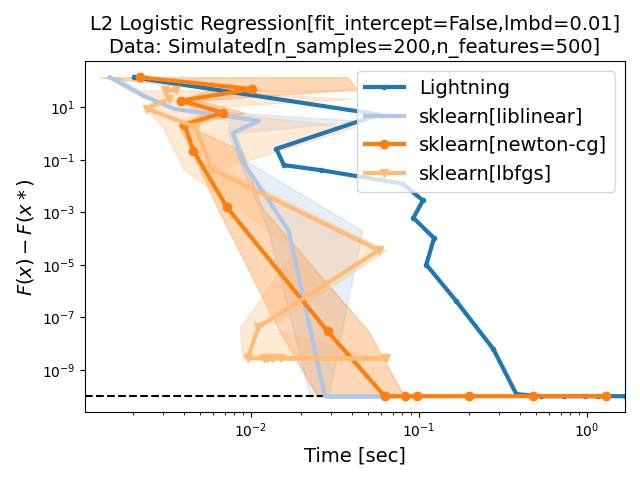 L2 Logistic Regression[fit_intercept=False,lmbd=0.01]
Data: Simulated[n_samples=200,n_features=500]
Lightning
sklearn[liblinear]
sklearn[newton-cg]
sklearn[lbfgs]
F(x) − F(x*)
10¹
10⁻¹
10⁻³
10⁻⁵
10⁻⁷
10⁻⁹
10⁻²
10⁻¹
10⁰
Time [sec]